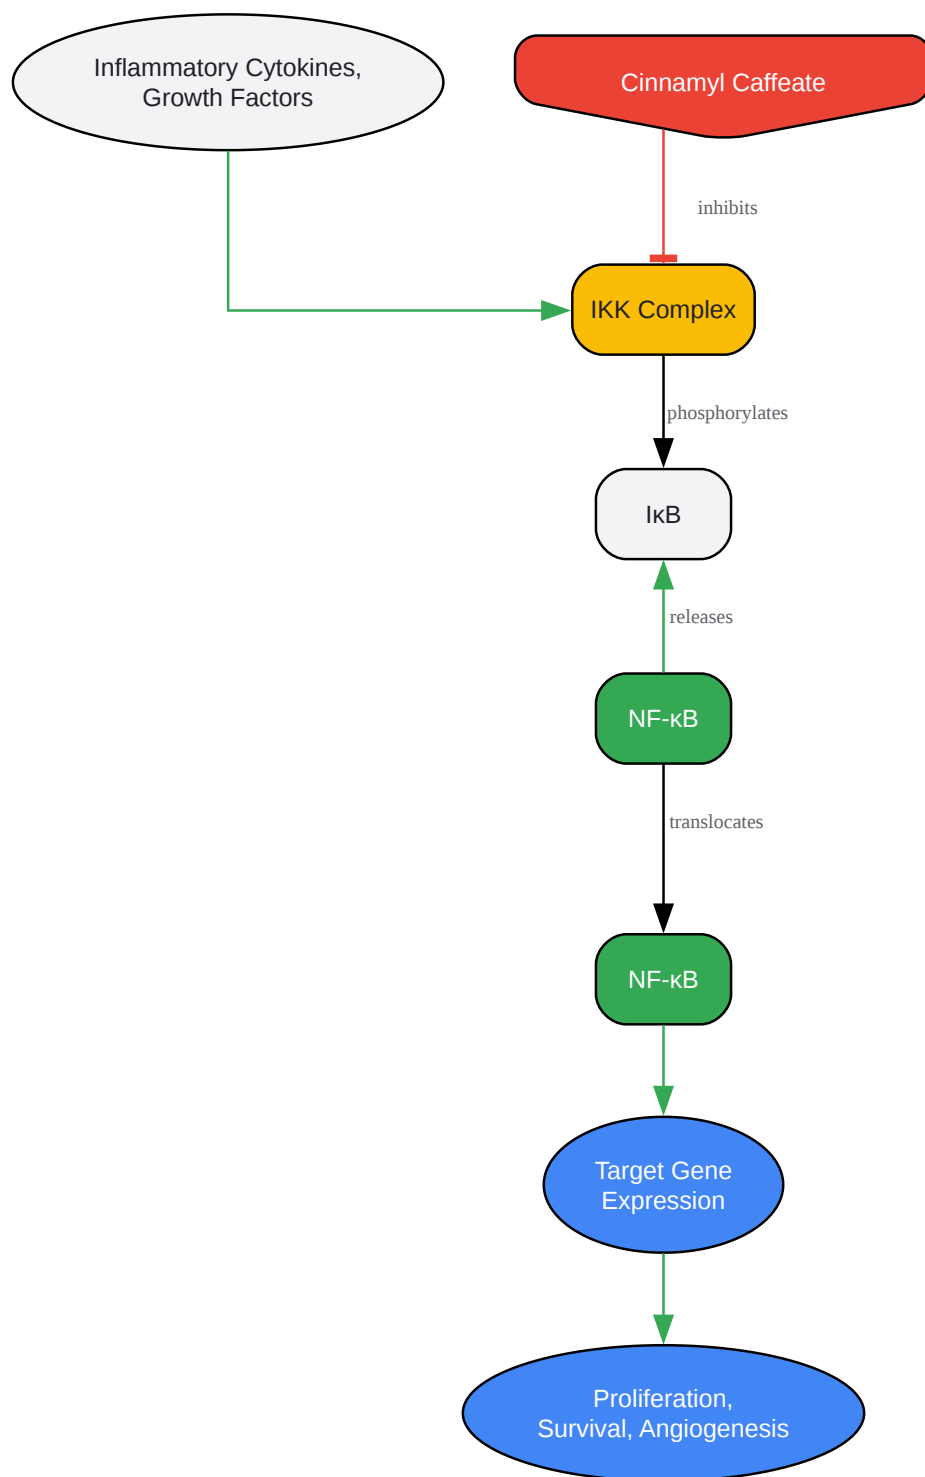 Inflammatory Cytokines,
Growth Factors
Cinnamyl Caffeate
inhibits
IKK Complex
phosphorylates
IκB
releases
NF-κB
translocates
NF-κB
Target Gene
Expression
Proliferation,
Survival, Angiogenesis